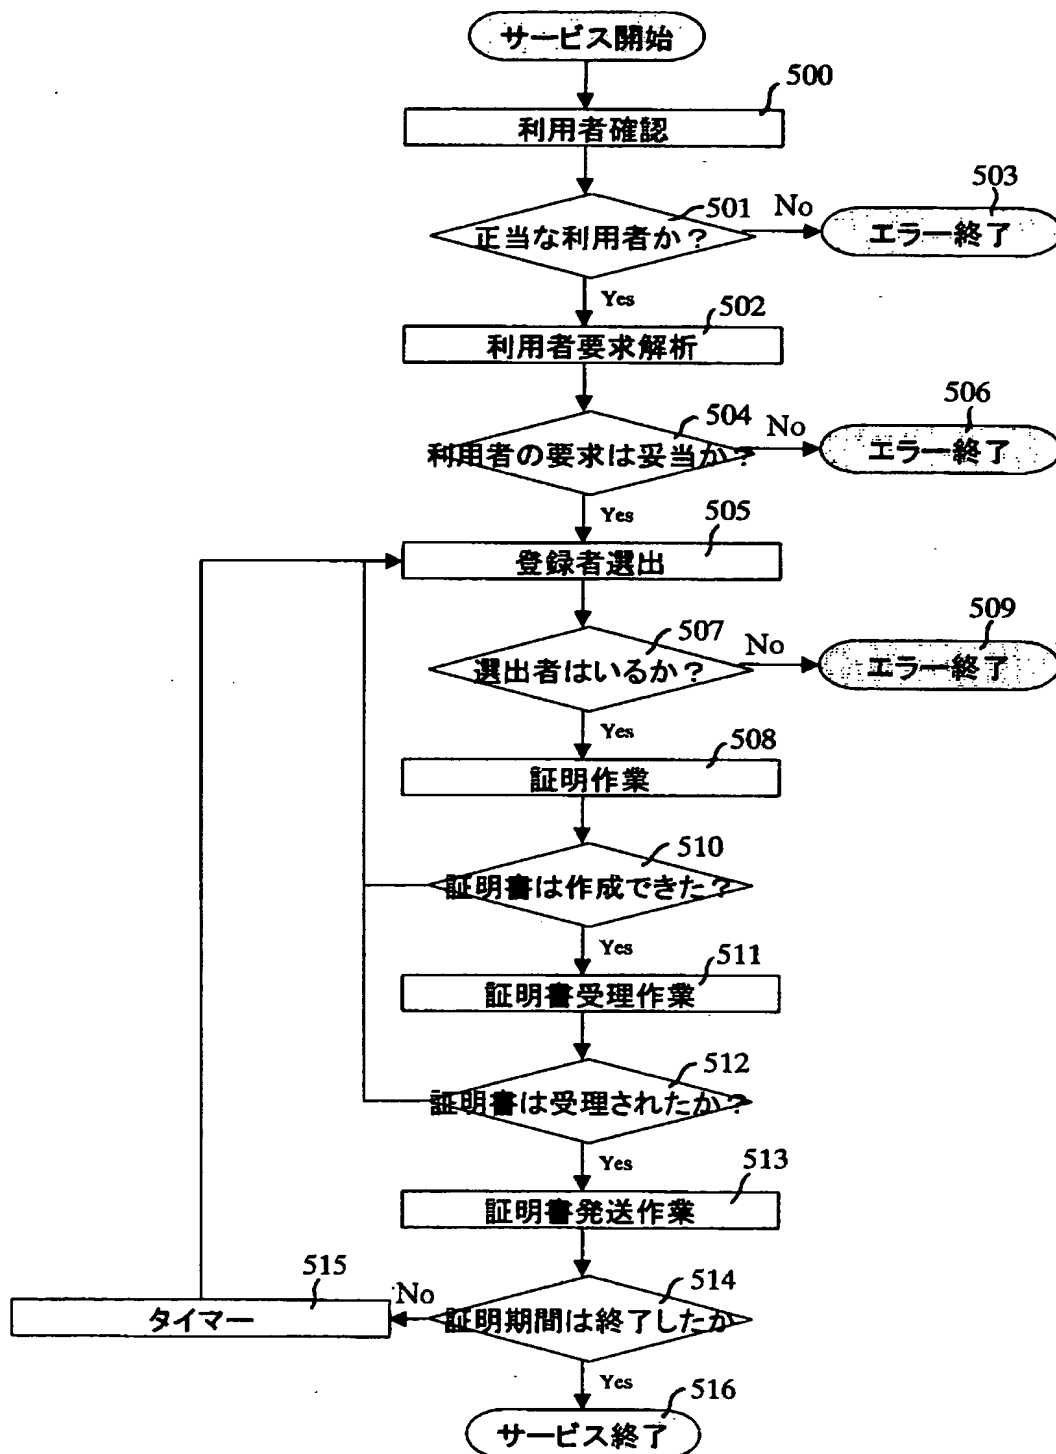 サービス開始
500
利用者確認
501
正当な利用者か？
No
503
エラー終了
Yes
502
利用者要求解析
504
利用者の要求は妥当か？
No
506
エラー終了
Yes
505
登録者選出
507
選出者はいるか？
No
509
エラー終了
Yes
508
証明作業
510
証明書は作成できた？
Yes
511
証明書受理作業
512
証明書は受理されたか？
Yes
513
証明書発送作業
514
証明期間は終了したか
No
515
タイマー
Yes
516
サービス終了